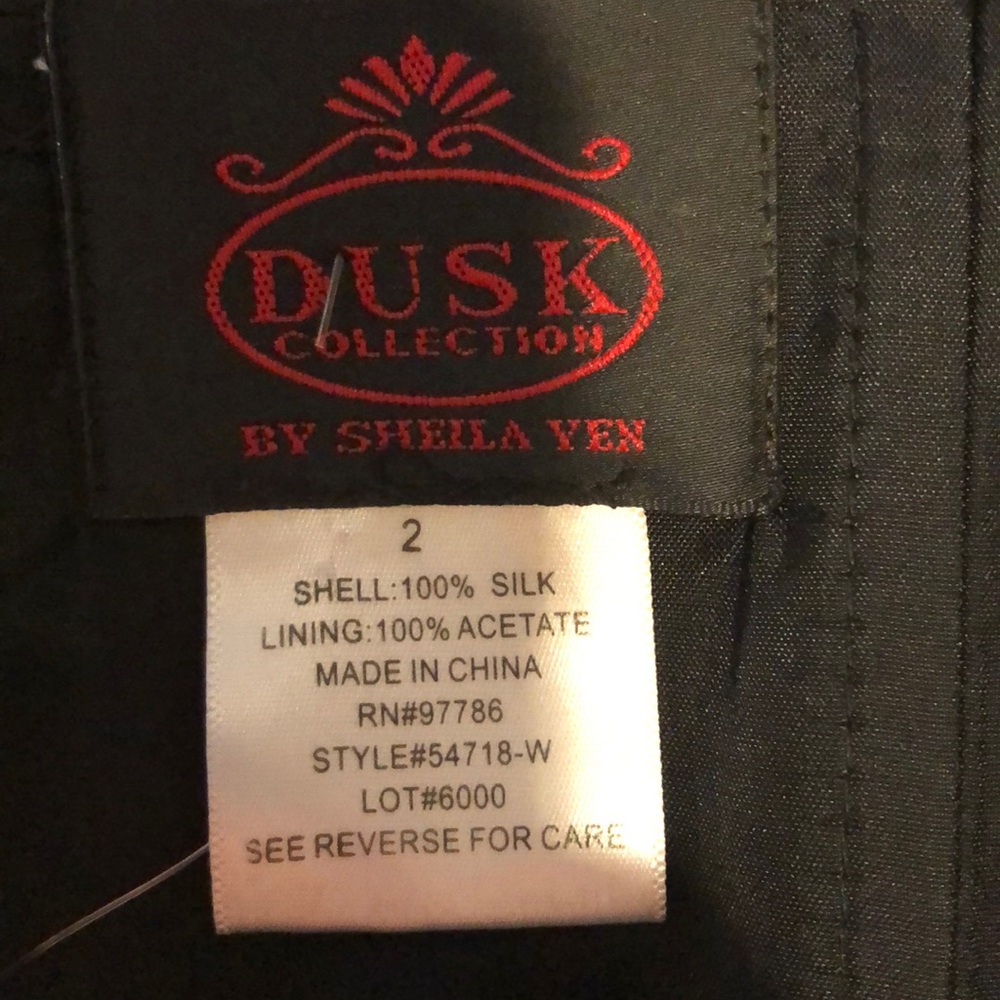 DUSK
COLLECTION
BY SHEILA YEN
2
SHELL:100% SILK
LINING:100% ACETATE
MADE IN CHINA
RN#97786
STYLE#54718-W
LOT#6000
SEE REVERSE FOR CARE